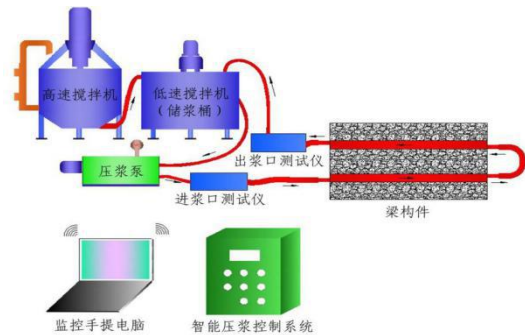 高速搅拌机
低速搅拌机
（储浆桶）
出浆口测试仪
压浆泵
进浆口测试仪
梁构件
监控手提电脑
智能压浆控制系统